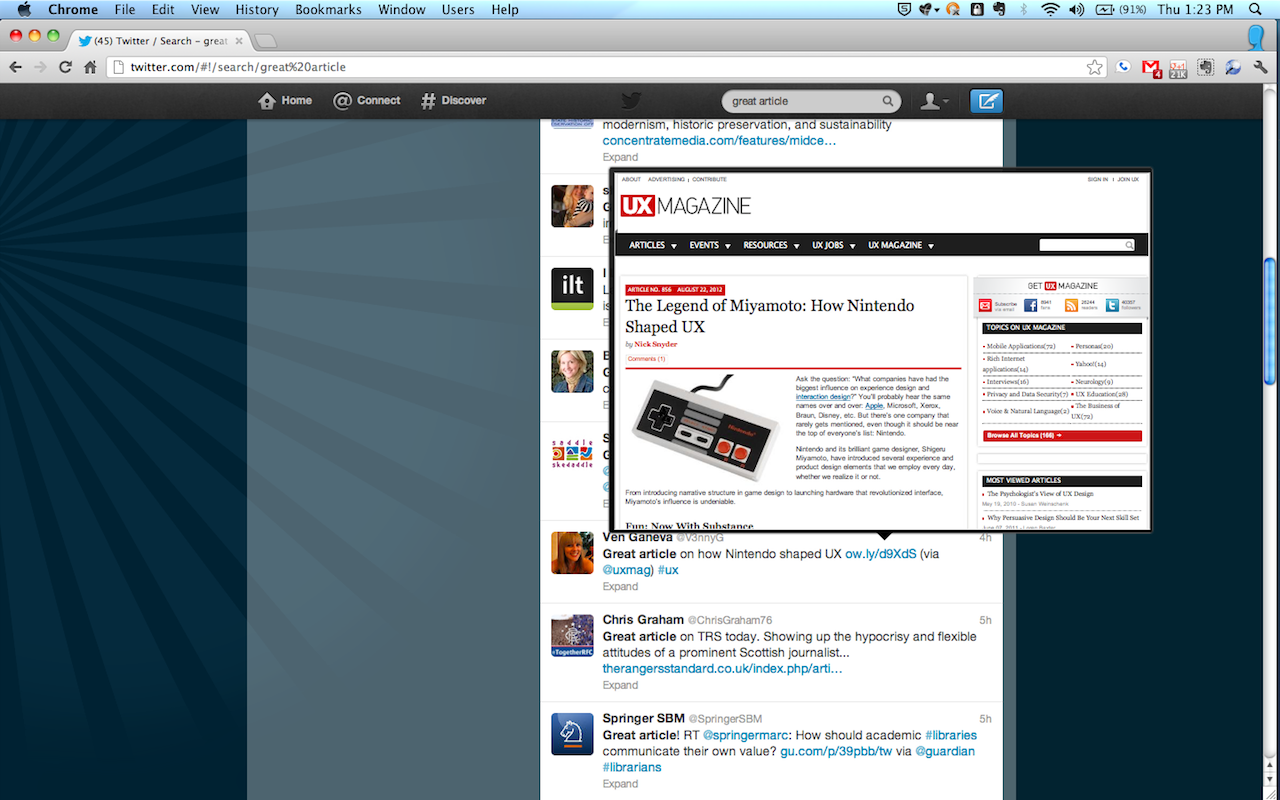 Chrome File Edit View History Bookmarks Window Users Help (91%) Thu 1:23 PM
(45) Twitter / Search - great
twitter.com/#!/search/great%20article
4
21K
Home Connect Discover
great article
modernism, historic preservation, and sustainability
concentratemedia.com/features/midce…
Expand
ilt
saddle
skedaddle
ABOUT ADVERTISING | CONTRIBUTE SIGN IN | JOIN UX
UX MAGAZINE
ARTICLES EVENTS RESOURCES UX JOBS UX MAGAZINE
ARTICLE NO. 856 AUGUST 22, 2012
The Legend of Miyamoto: How Nintendo
Shaped UX
by Nick Snyder
Comments (1)
Ask the question: "What companies have had the
biggest influence on experience design and
interaction design?" You'll probably hear the same
names over and over: Apple, Microsoft, Xerox,
Braun, Disney, etc. But there's one company that
rarely gets mentioned, even though it should be near
the top of everyone's list: Nintendo.
Nintendo and its brilliant game designer, Shigeru
Miyamoto, have introduced several experience and
product design elements that we employ every day,
whether we realize it or not.
From introducing narrative structure in game design to launching hardware that revolutionized interface,
Miyamoto's influence is undeniable.
Fun: Now With Substance
GET UX MAGAZINE
Subscribe
via email
8941
fans
26244
readers
40357
followers
TOPICS ON UX MAGAZINE
Mobile Applications(72) Personas(20)
Rich Internet
applications(14) Yahoo!(14)
Interviews(16) Neurology(9)
Privacy and Data Security(7) UX Education(28)
Voice & Natural Language(2) The Business of
UX(72)
Browse All Topics (166)
MOST VIEWED ARTICLES
The Psychologist's View of UX Design
May 19, 2010 - Susan Weinschenk
Why Persuasive Design Should Be Your Next Skill Set
Ven Ganeva @V3nnyG 4h
Great article on how Nintendo shaped UX ow.ly/d9XdS (via
@uxmag) #ux
Expand
Chris Graham @ChrisGraham76 5h
Great article on TRS today. Showing up the hypocrisy and flexible
attitudes of a prominent Scottish journalist...
therangersstandard.co.uk/index.php/arti…
Expand
#TogetherRFC
Springer SBM @SpringerSBM 5h
Great article! RT @springermarc: How should academic #libraries
communicate their own value? gu.com/p/39pbb/tw via @guardian
#librarians
Expand